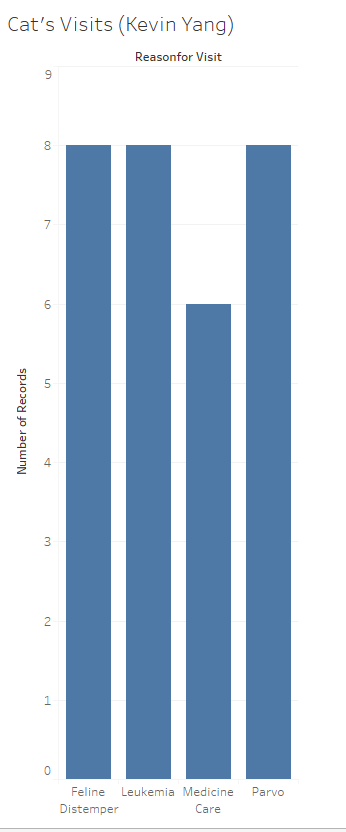 Cat's Visits (Kevin Yang)
Reasonfor Visit
9
8
7
6
5
4
3
2
1
0
Number of Records
Feline Distemper
Leukemia
Medicine Care
Parvo